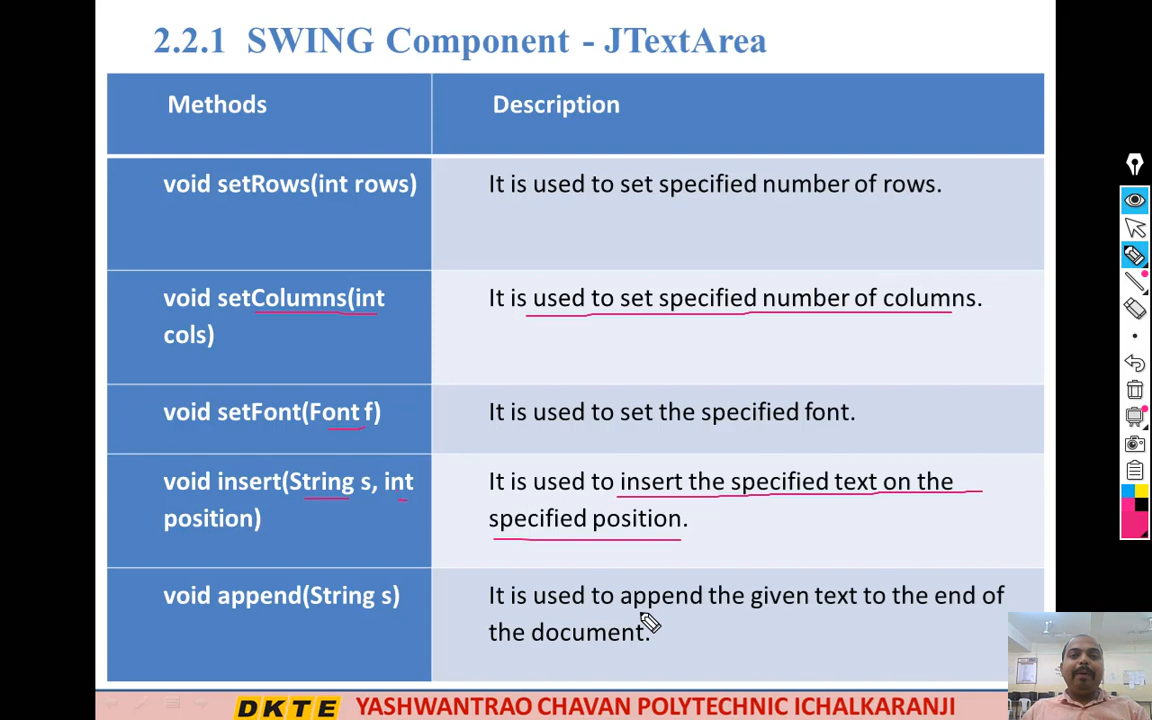 2.2.1 SWING Component - JTextArea
Methods
Description
void setRows(int rows)
It is used to set specified number of rows.
void setColumns(int
cols)
It is used to set specified number of columns.
void setFont(Font f)
It is used to set the specified font.
void insert(String s, int
position)
It is used to insert the specified text on the
specified position.
void append(String s)
It is used to append the given text to the end of
the document.
DKTE YASHWANTRAO CHAVAN POLYTECHNIC ICHALKARANJI